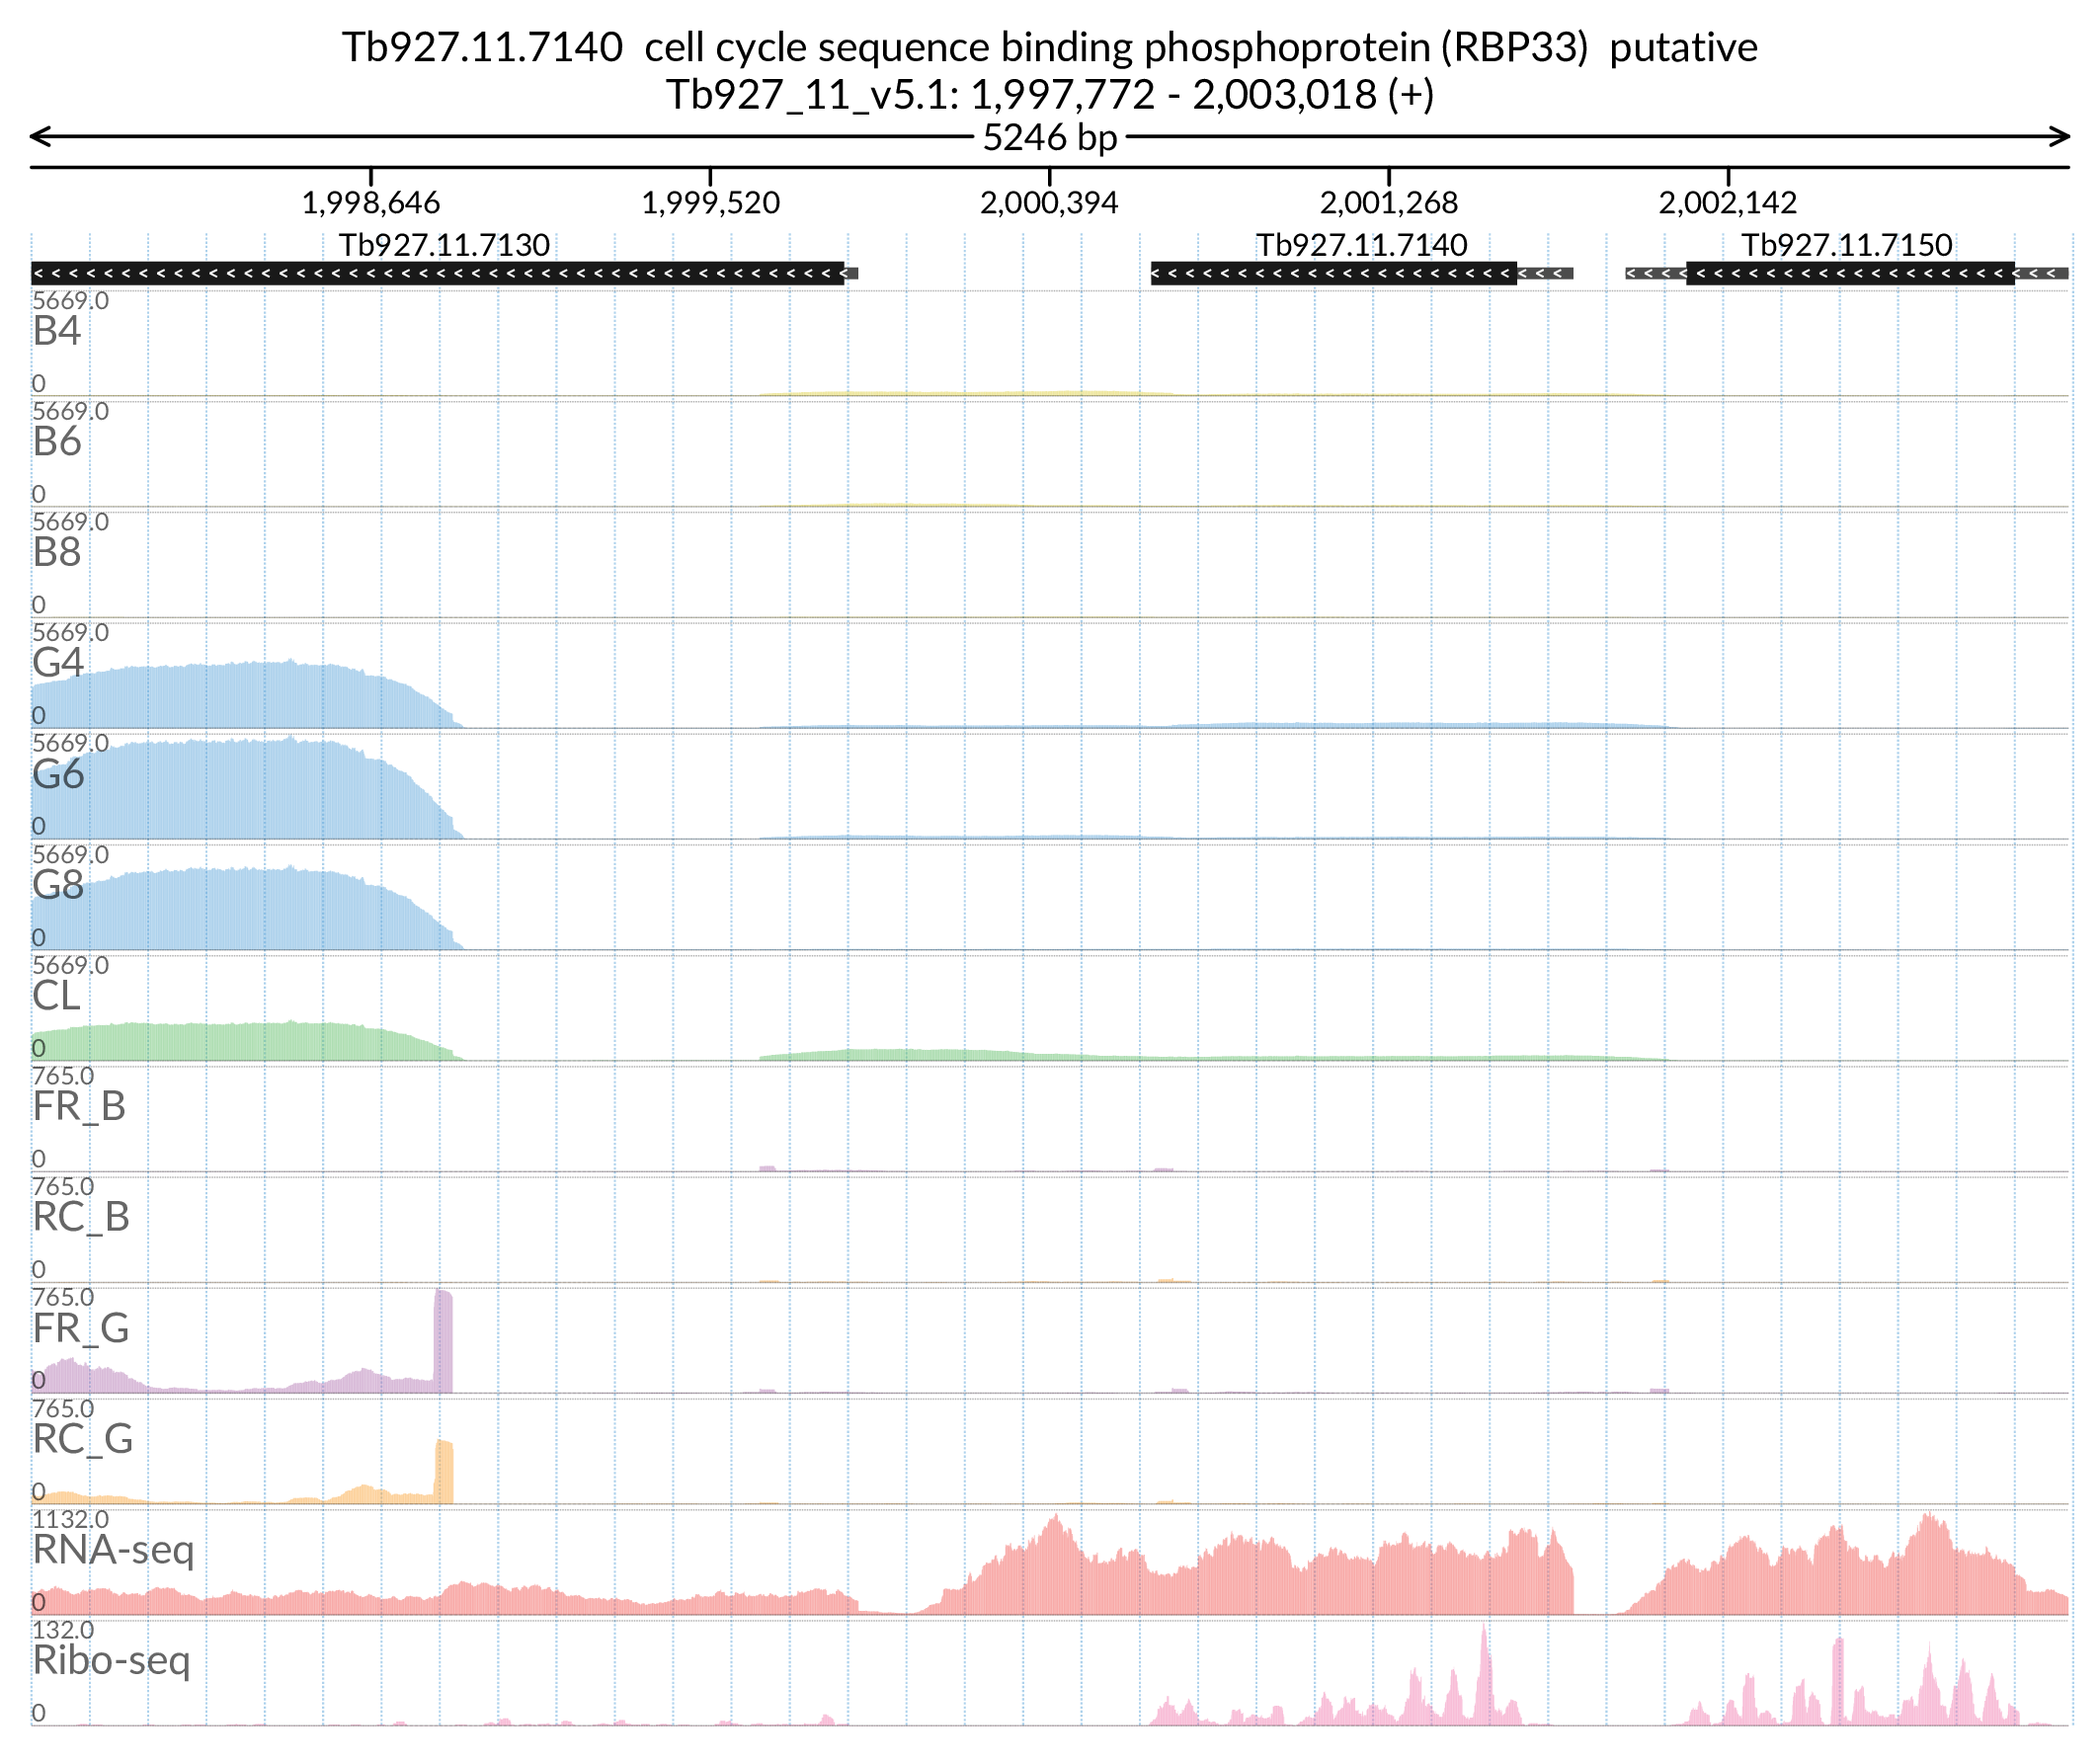 Tb927.11.7140 cell cycle sequence binding phosphoprotein (RBP33) putative
Tb927_11_v5.1: 1,997,772 - 2,003,018 (+)
5246 bp
1,998,646 1,999,520 2,000,394 2,001,268 2,002,142
Tb927.11.7130 Tb927.11.7140 Tb927.11.7150
5669.0
B4
0
5669.0
B6
0
5669.0
B8
0
5669.0
G4
0
5669.0
G6
0
5669.0
G8
0
5669.0
CL
0
765.0
FR_B
0
765.0
RC_B
0
765.0
FR_G
0
765.0
RC_G
0
1132.0
RNA-seq
0
132.0
Ribo-seq
0